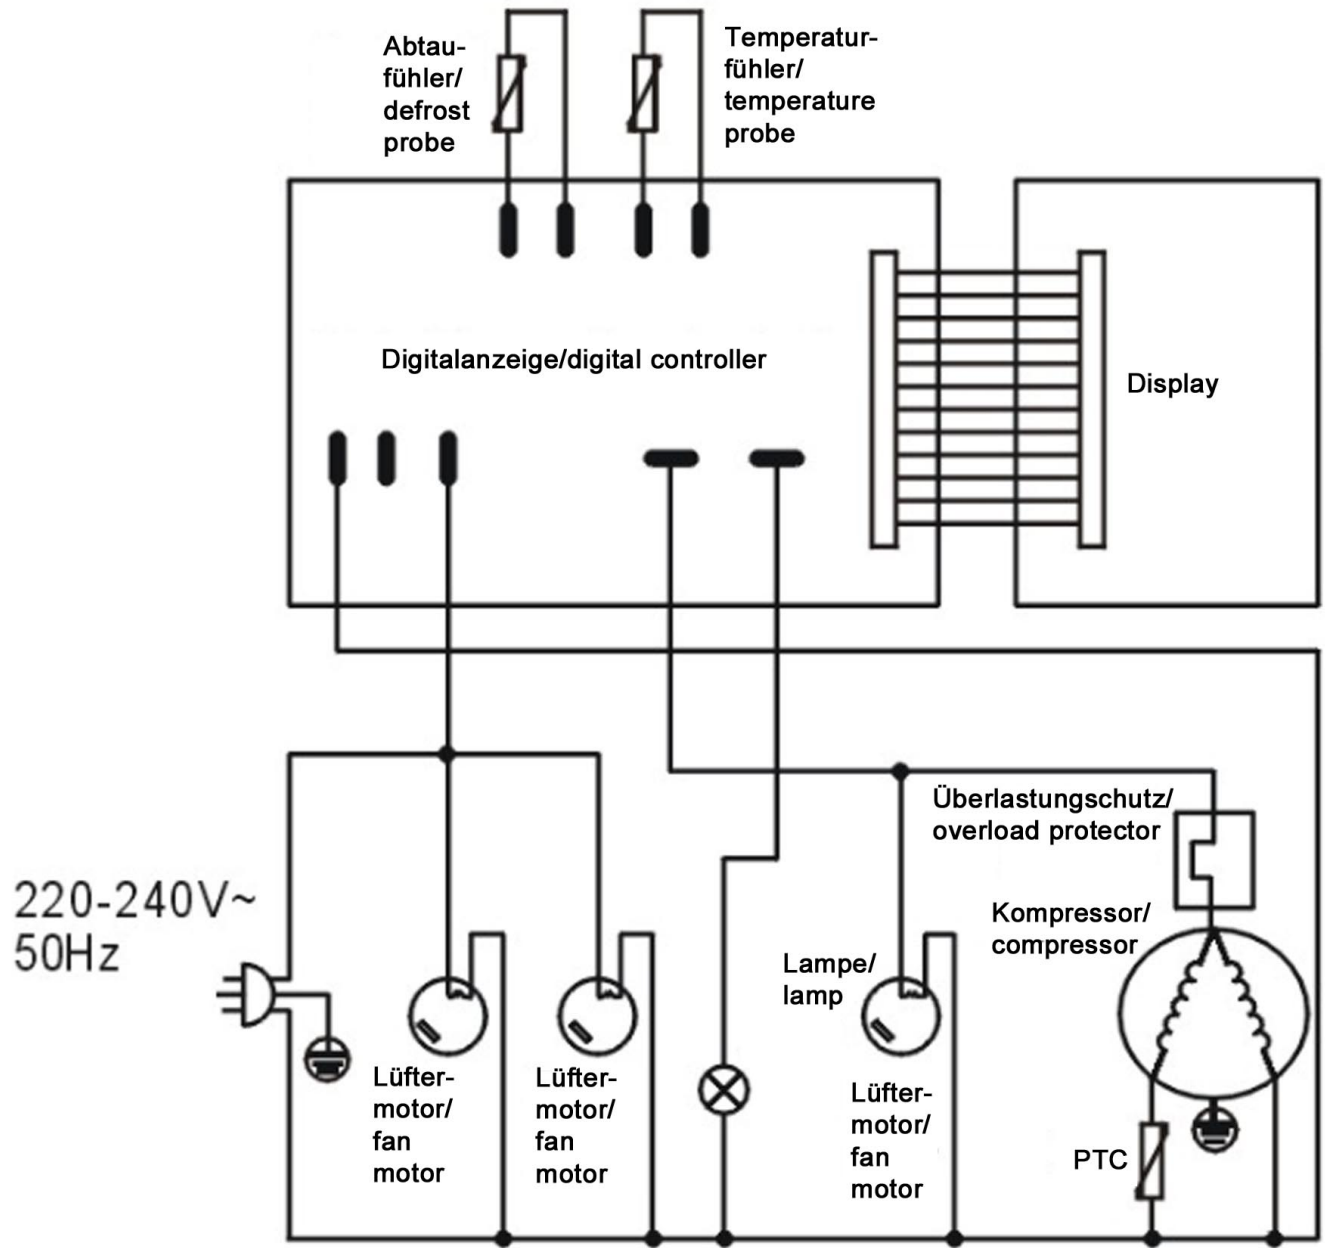 Abtau-
fühler/
defrost
probe
Temperatur-
fühler/
temperature
probe
Digitalanzeige/digital controller
Display
Überlastungschutz/
overload protector
220-240V~
50Hz
Kompressor/
compressor
Lampe/
lamp
Lüfter-
motor/
fan
motor
Lüfter-
motor/
fan
motor
Lüfter-
motor/
fan
motor
PTC